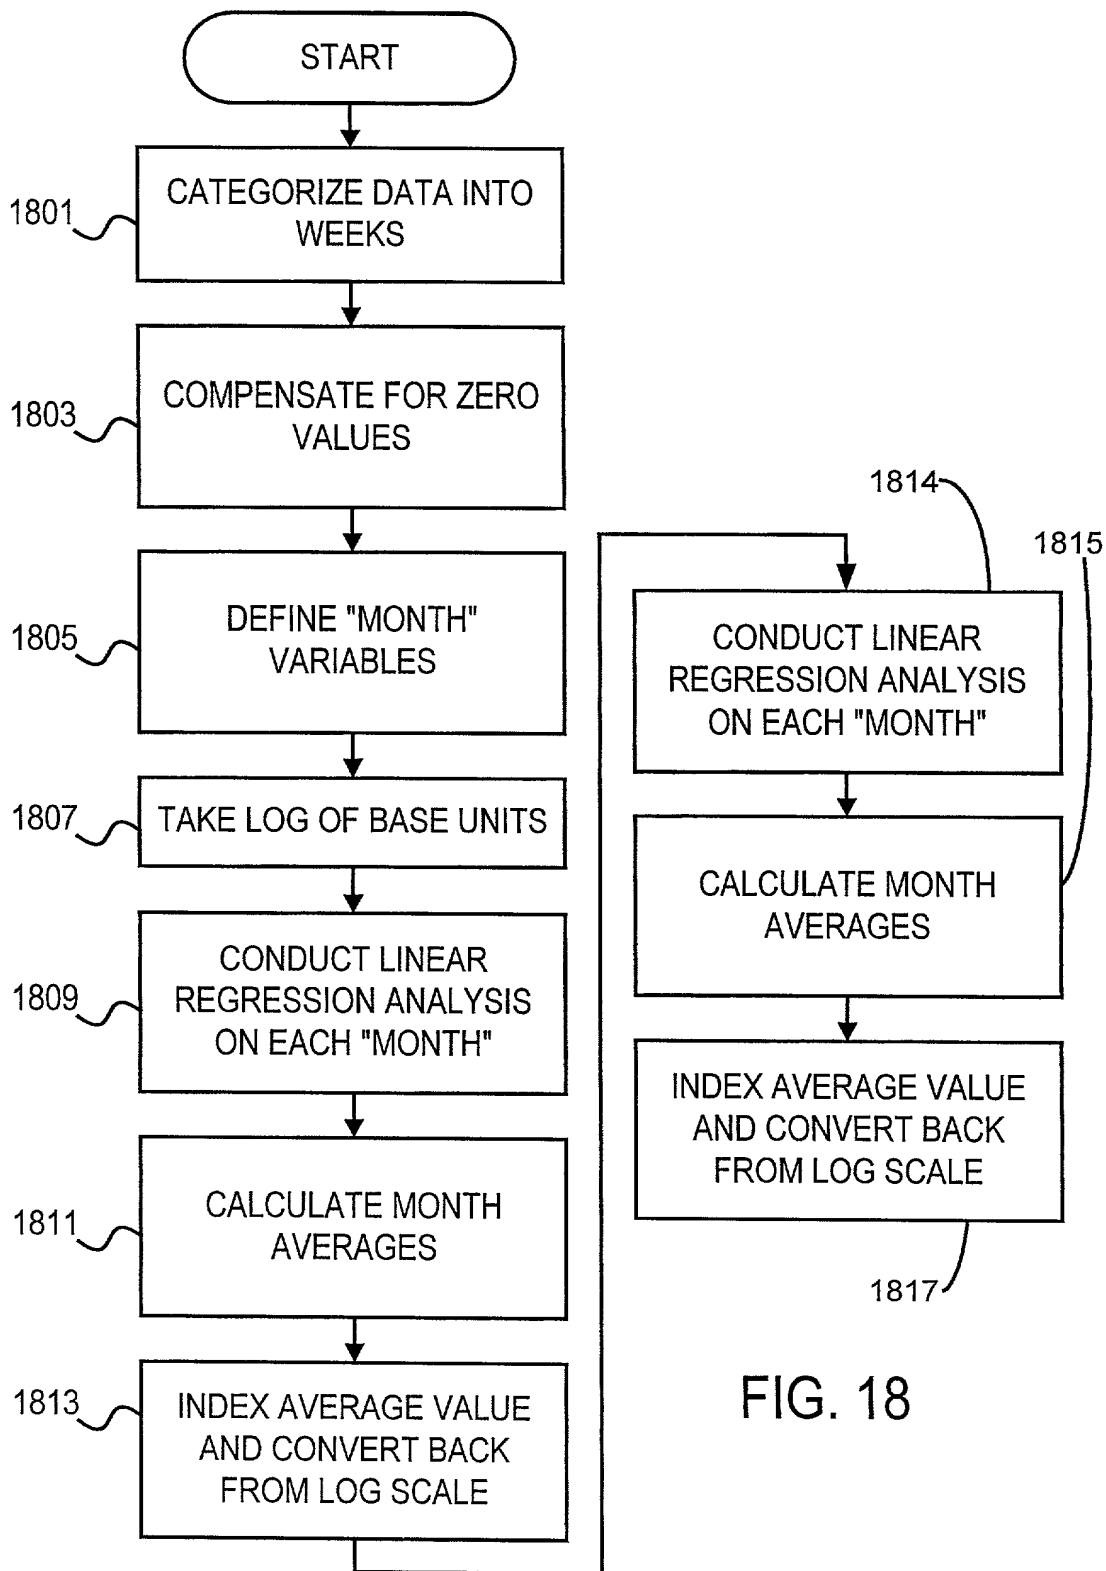 START
1801
CATEGORIZE DATA INTO
WEEKS
1803
COMPENSATE FOR ZERO
VALUES
1805
DEFINE "MONTH"
VARIABLES
1807
TAKE LOG OF BASE UNITS
1809
CONDUCT LINEAR
REGRESSION ANALYSIS
ON EACH "MONTH"
1811
CALCULATE MONTH
AVERAGES
1813
INDEX AVERAGE VALUE
AND CONVERT BACK
FROM LOG SCALE
1814
CONDUCT LINEAR
REGRESSION ANALYSIS
ON EACH "MONTH"
1815
CALCULATE MONTH
AVERAGES
INDEX AVERAGE VALUE
AND CONVERT BACK
FROM LOG SCALE
1817
FIG. 18